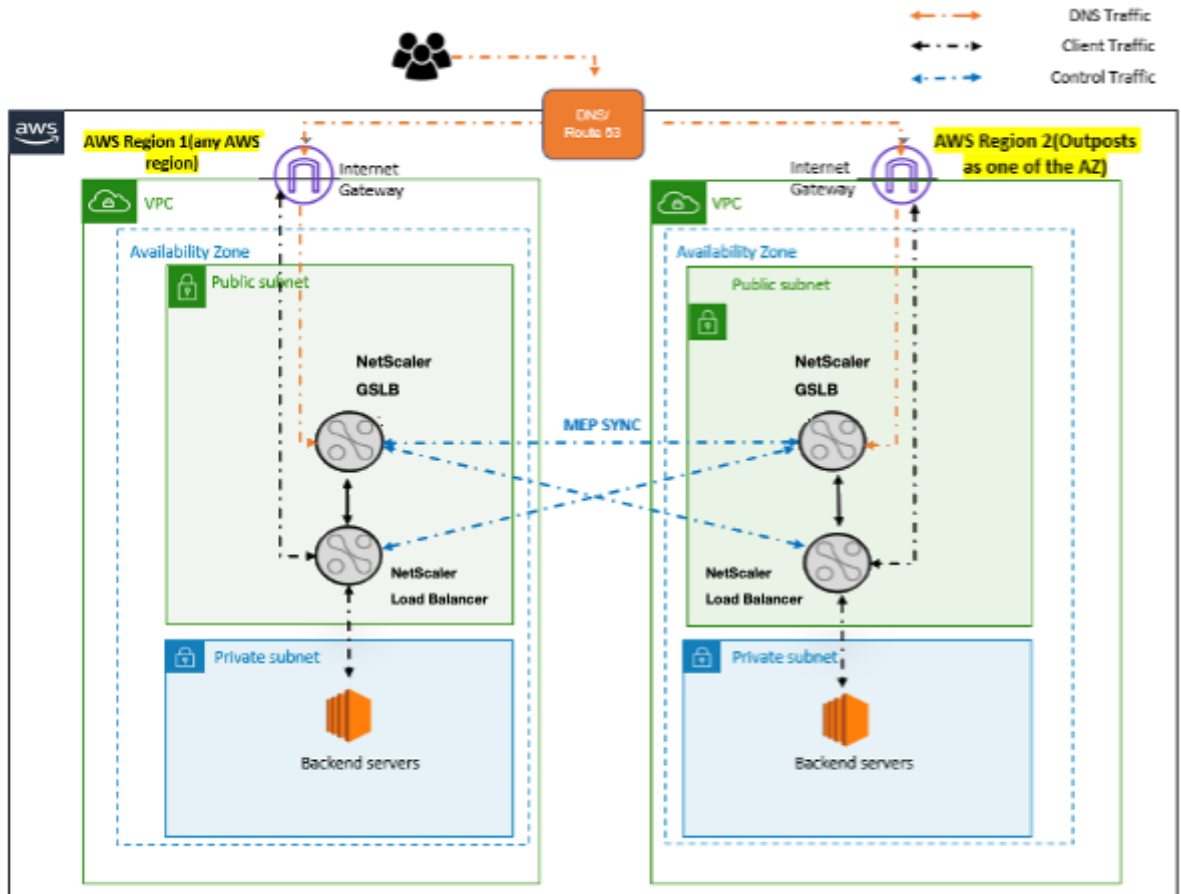 DNS Traffic
Client Traffic
Control Traffic
DNS/
Route 53
aws
AWS Region 1(any AWS
region)
Internet
Gateway
AWS Region 2(Outposts
as one of the AZ)
Internet
Gateway
VPC
VPC
Availability Zone
Availability Zone
Public subnet
Public subnet
NetScaler
GSLB
NetScaler
GSLB
MEP SYNC
NetScaler
Load Balancer
NetScaler
Load Balancer
Private subnet
Private subnet
Backend servers
Backend servers